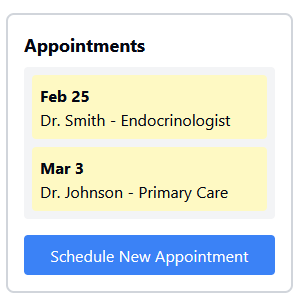 Appointments
Feb 25
Dr. Smith - Endocrinologist
Mar 3
Dr. Johnson - Primary Care
Schedule New Appointment